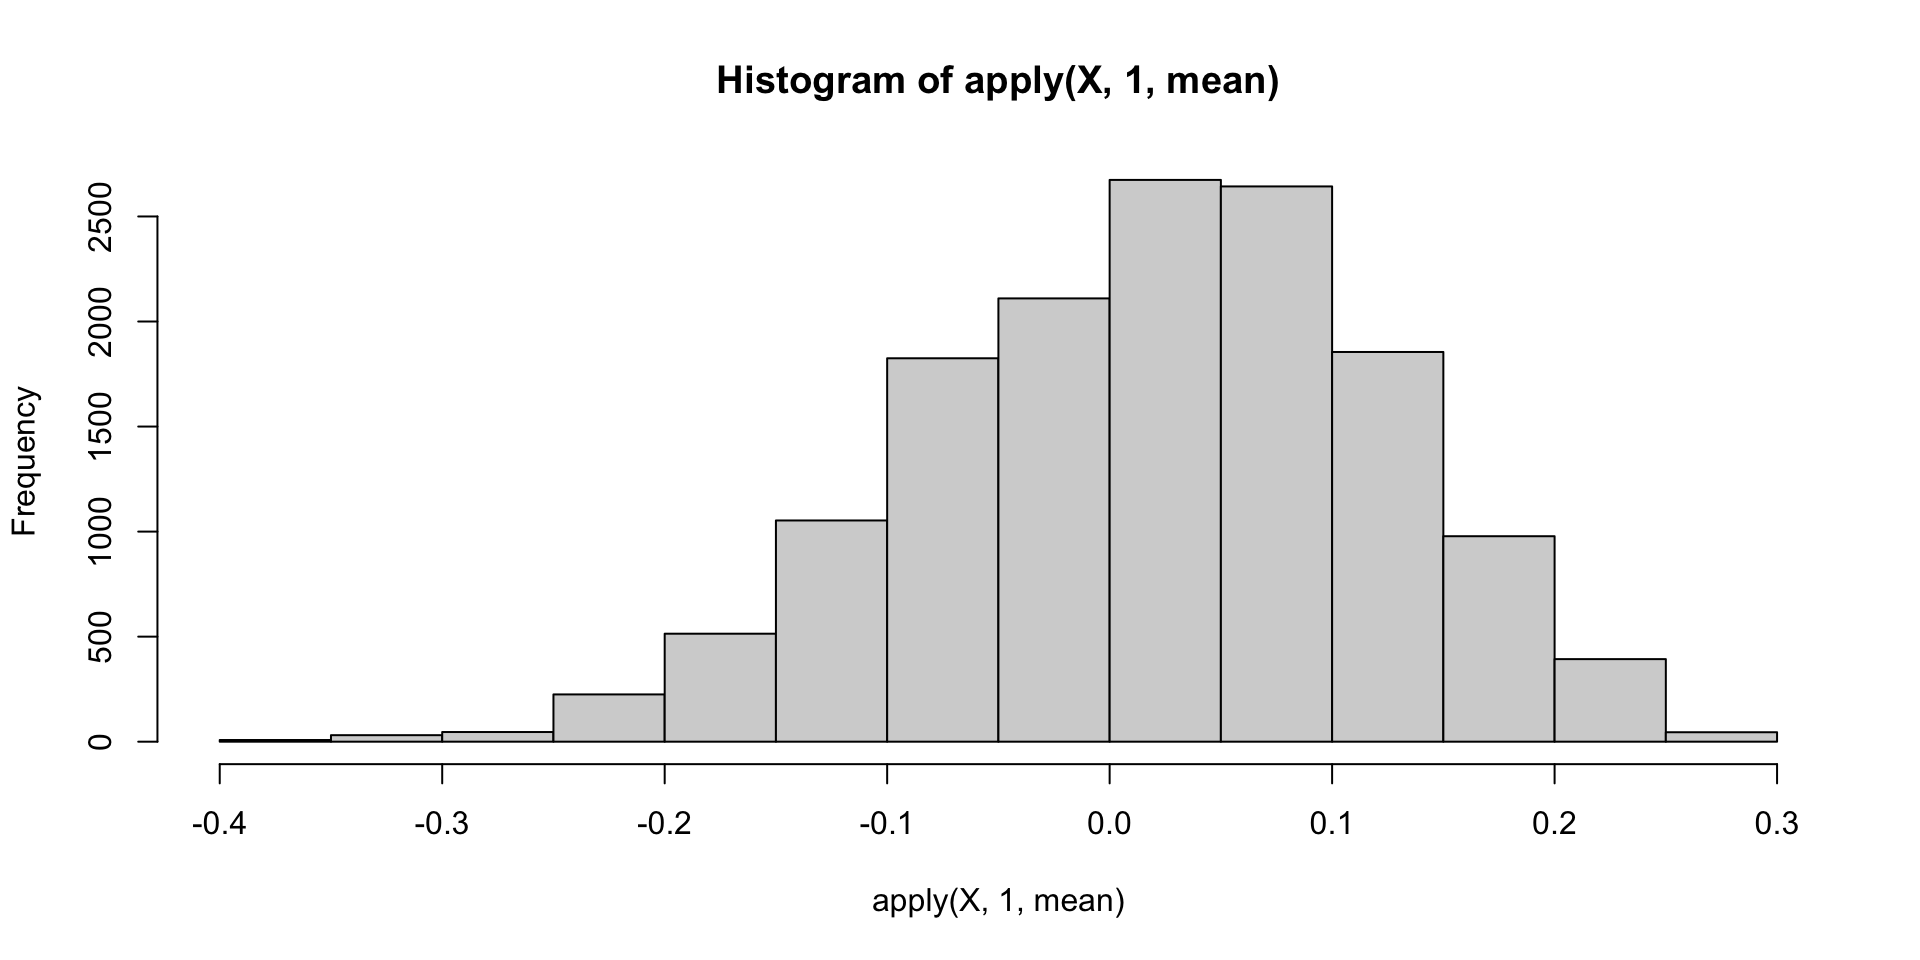 Histogram of apply(X, 1, mean)
Frequency
2500
2000
1500
1000
500
0
-0.4 -0.3 -0.2 -0.1 0.0 0.1 0.2 0.3
apply(X, 1, mean)